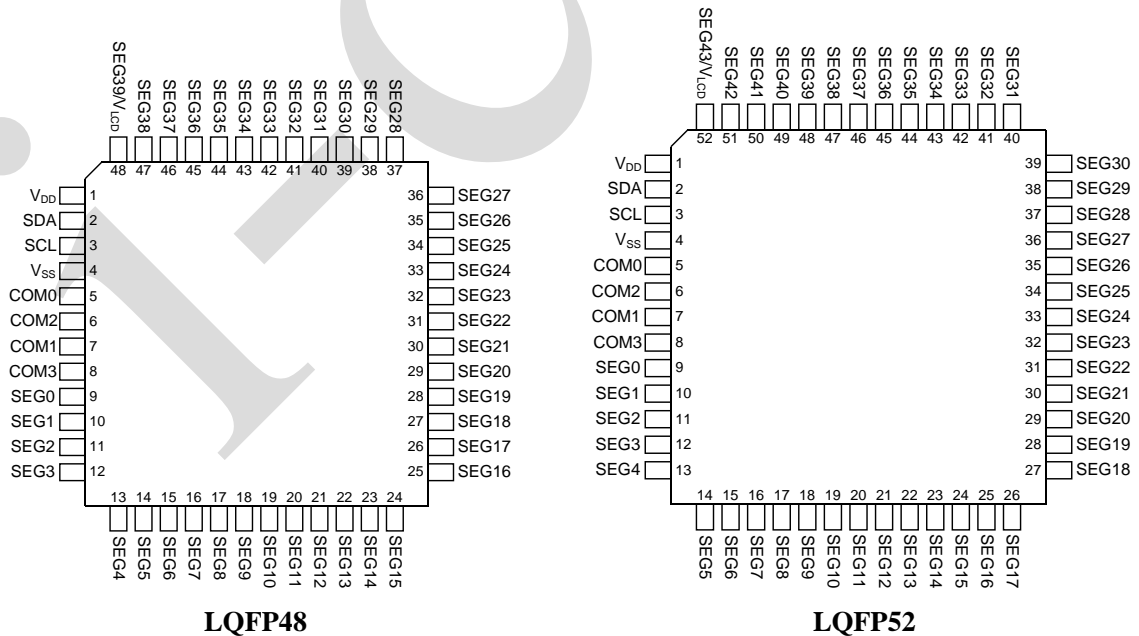 SEG39/VLCD
SEG38
SEG37
SEG36
SEG35
SEG34
SEG33
SEG32
SEG31
SEG30
SEG29
SEG28
48 47 46 45 44 43 42 41 40 39 38 37
VDD 1
SDA 2
SCL 3
VSS 4
COM0 5
COM2 6
COM1 7
COM3 8
SEG0 9
SEG1 10
SEG2 11
SEG3 12
36 SEG27
35 SEG26
34 SEG25
33 SEG24
32 SEG23
31 SEG22
30 SEG21
29 SEG20
28 SEG19
27 SEG18
26 SEG17
25 SEG16
13 14 15 16 17 18 19 20 21 22 23 24
SEG4
SEG5
SEG6
SEG7
SEG8
SEG9
SEG10
SEG11
SEG12
SEG13
SEG14
SEG15
LQFP48
SEG43/VLCD
SEG42
SEG41
SEG40
SEG39
SEG38
SEG37
SEG36
SEG35
SEG34
SEG33
SEG32
SEG31
52 51 50 49 48 47 46 45 44 43 42 41 40
VDD 1
SDA 2
SCL 3
VSS 4
COM0 5
COM2 6
COM1 7
COM3 8
SEG0 9
SEG1 10
SEG2 11
SEG3 12
SEG4 13
39 SEG30
38 SEG29
37 SEG28
36 SEG27
35 SEG26
34 SEG25
33 SEG24
32 SEG23
31 SEG22
30 SEG21
29 SEG20
28 SEG19
27 SEG18
14 15 16 17 18 19 20 21 22 23 24 25 26
SEG5
SEG6
SEG7
SEG8
SEG9
SEG10
SEG11
SEG12
SEG13
SEG14
SEG15
SEG16
SEG17
LQFP52